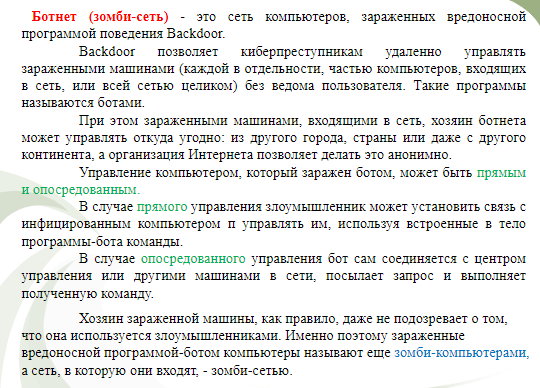 Ботнет (зомби-сеть) - это сеть компьютеров, зараженных вредоносной
программой поведения Backdoor.
Backdoor позволяет киберпреступникам удаленно управлять
зараженными машинами (каждой в отдельности, частью компьютеров, входящих
в сеть, или всей сетью целиком) без ведома пользователя. Такие программы
называются ботами.
При этом зараженными машинами, входящими в сеть, хозяин ботнета
может управлять откуда угодно: из другого города, страны или даже с другого
континента, а организация Интернета позволяет делать это анонимно.
Управление компьютером, который заражен ботом, может быть прямым
и опосредованным.
В случае прямого управления злоумышленник может установить связь с
инфицированным компьютером п управлять им, используя встроенные в тело
программы-бота команды.
В случае опосредованного управления бот сам соединяется с центром
управления или другими машинами в сети, посылает запрос и выполняет
полученную команду.
Хозяин зараженной машины, как правило, даже не подозревает о том,
что она используется злоумышленниками. Именно поэтому зараженные
вредоносной программой-ботом компьютеры называют еще зомби-компьютерами,
а сеть, в которую они входят, - зомби-сетью.